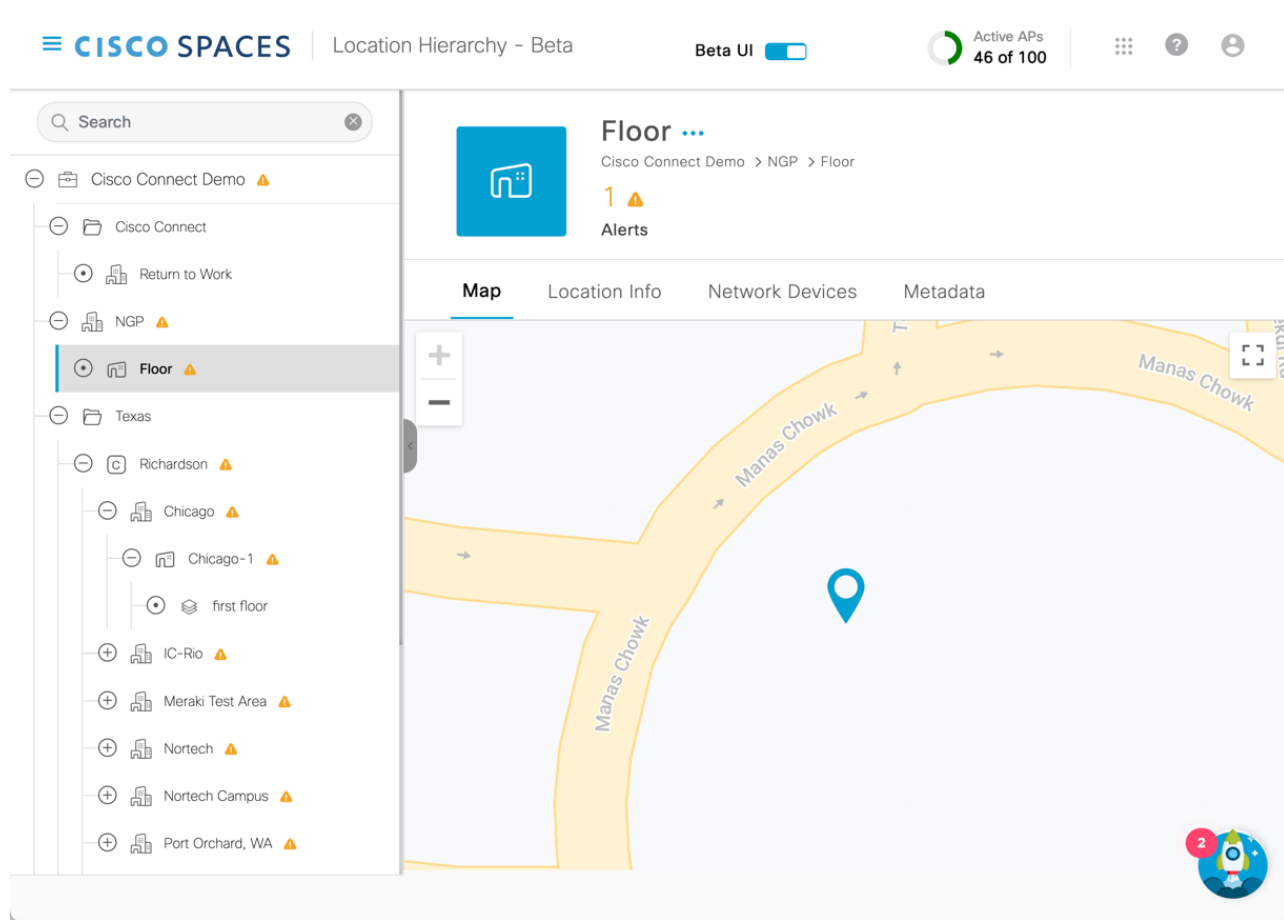 CISCO SPACES
Location Hierarchy - Beta
Beta UI
Active APs
46 of 100
?
Search
Cisco Connect Demo
Cisco Connect
Return to Work
NGP
Floor
Texas
C Richardson
Chicago
Chicago-1
first floor
IC-Rio
Meraki Test Area
Nortech
Nortech Campus
Port Orchard, WA
Floor ...
Cisco Connect Demo > NGP > Floor
1
Alerts
Map Location Info Network Devices Metadata
+
−
Manas Chowk
Manas Chowk
Manas Chowk
2